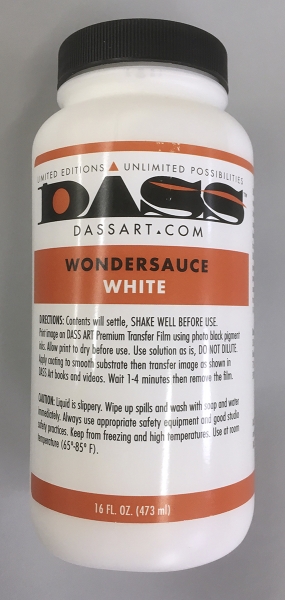 LIMITED EDITIONS ▲ UNLIMITED POSSIBILITIES
DASS™
DASSART.COM
WONDERSAUCE
WHITE
DIRECTIONS: Contents will settle, SHAKE WELL BEFORE USE.
Print image on DASS ART Premium Transfer Film using photo black pigment
inks. Allow print to dry before use. Use solution as is, DO NOT DILUTE.
Apply coating to smooth substrate then transfer image as shown in
DASS Art books and videos. Wait 1-4 minutes then remove the film.
CAUTION: Liquid is slippery. Wipe up spills and wash with soap and water
immediately. Always use appropriate safety equipment and good studio
safety practices. Keep from freezing and high temperatures. Use at room
temperature (65°-85° F).
16 FL. OZ. (473 ml)